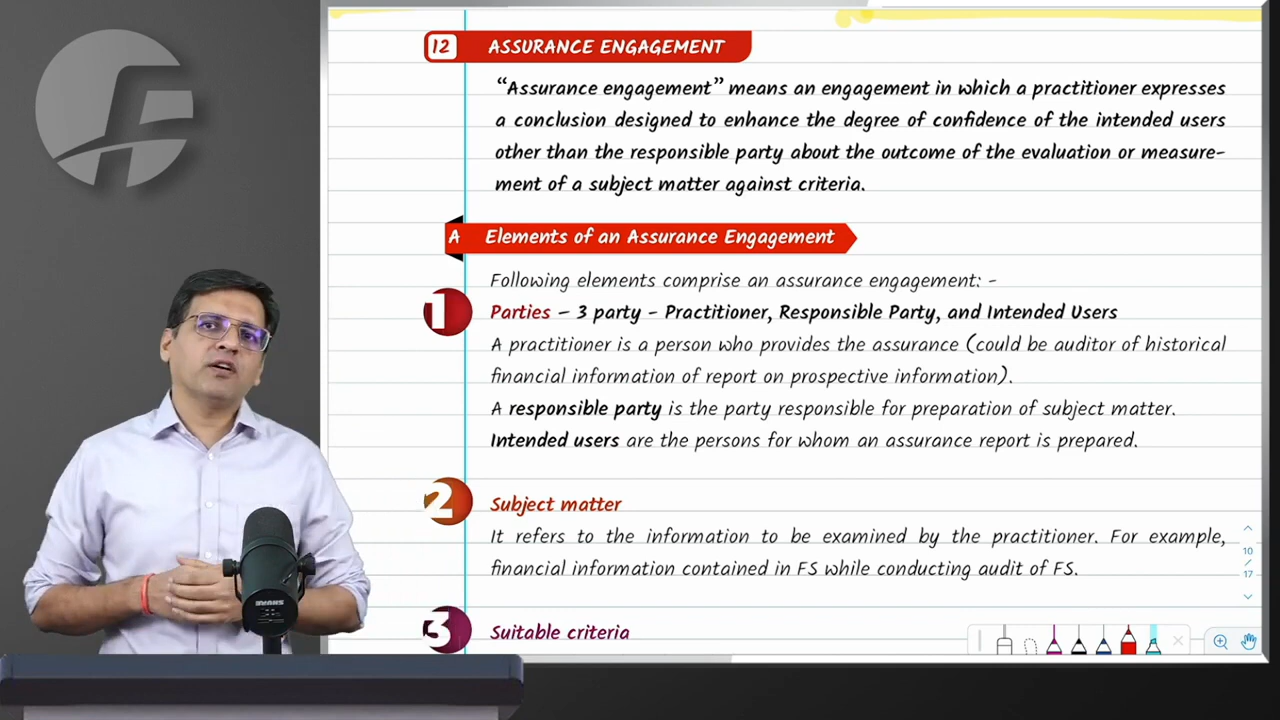 12 ASSURANCE ENGAGEMENT
“Assurance engagement” means an engagement in which a practitioner expresses
a conclusion designed to enhance the degree of confidence of the intended users
other than the responsible party about the outcome of the evaluation or measure-
ment of a subject matter against criteria.
A Elements of an Assurance Engagement
Following elements comprise an assurance engagement: -
1 Parties – 3 party - Practitioner, Responsible Party, and Intended Users
A practitioner is a person who provides the assurance (could be auditor of historical
financial information of report on prospective information).
A responsible party is the party responsible for preparation of subject matter.
Intended users are the persons for whom an assurance report is prepared.
2 Subject matter
It refers to the information to be examined by the practitioner. For example,
financial information contained in FS while conducting audit of FS.
3 Suitable criteria
10
/
17
SHURE